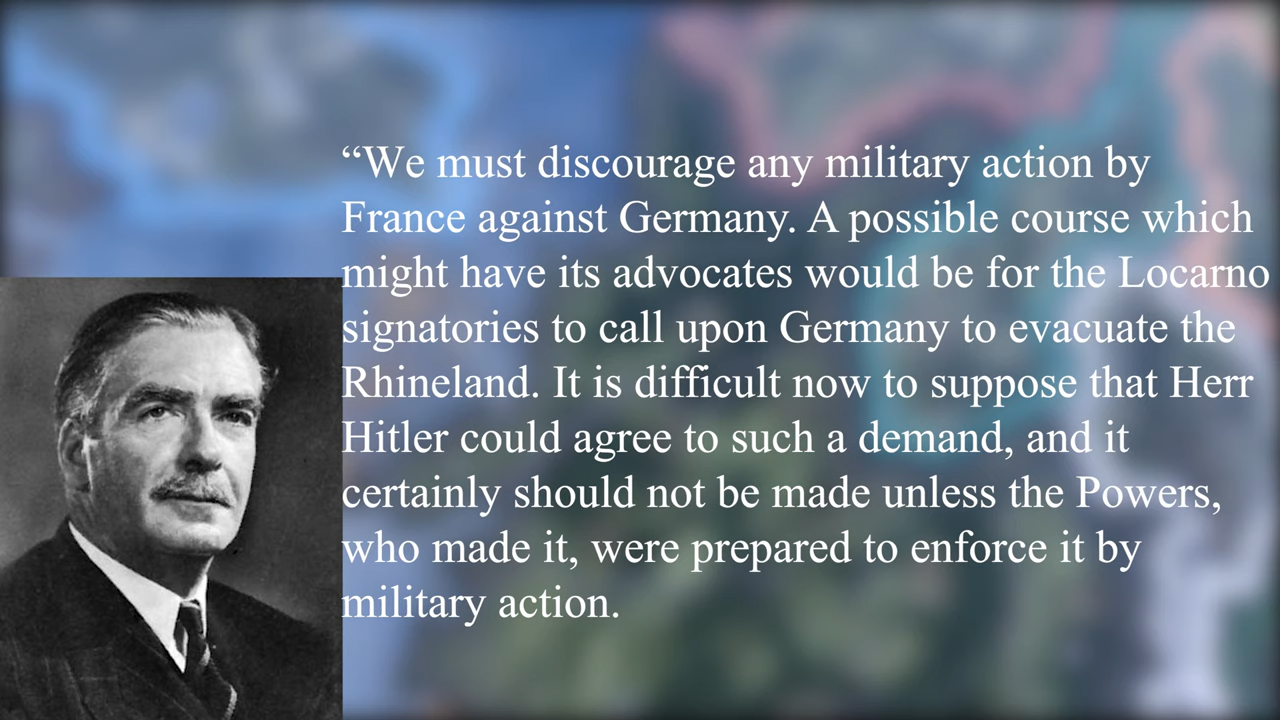 “We must discourage any military action by
France against Germany. A possible course which
might have its advocates would be for the Locarno
signatories to call upon Germany to evacuate the
Rhineland. It is difficult now to suppose that Herr
Hitler could agree to such a demand, and it
certainly should not be made unless the Powers,
who made it, were prepared to enforce it by
military action.